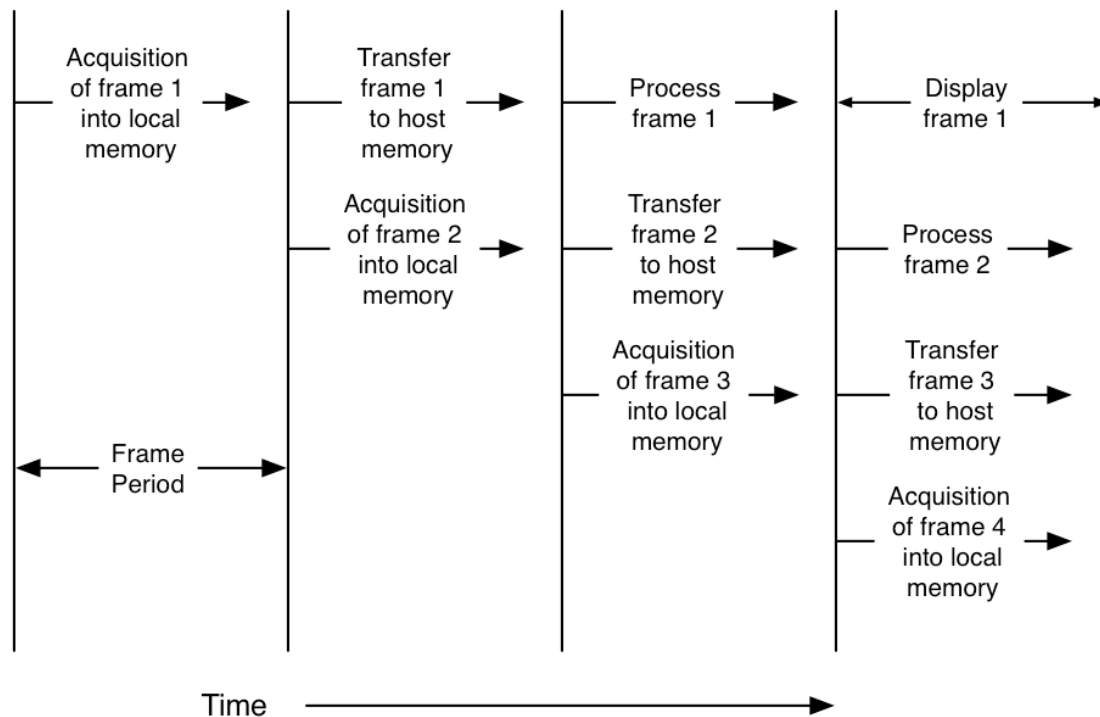 Acquisition
of frame 1
into local
memory
Transfer
frame 1
to host
memory
Process
frame 1
Display
frame 1
Acquisition
of frame 2
into local
memory
Transfer
frame 2
to host
memory
Process
frame 2
Acquisition
of frame 3
into local
memory
Transfer
frame 3
to host
memory
Frame
Period
Acquisition
of frame 4
into local
memory
Time